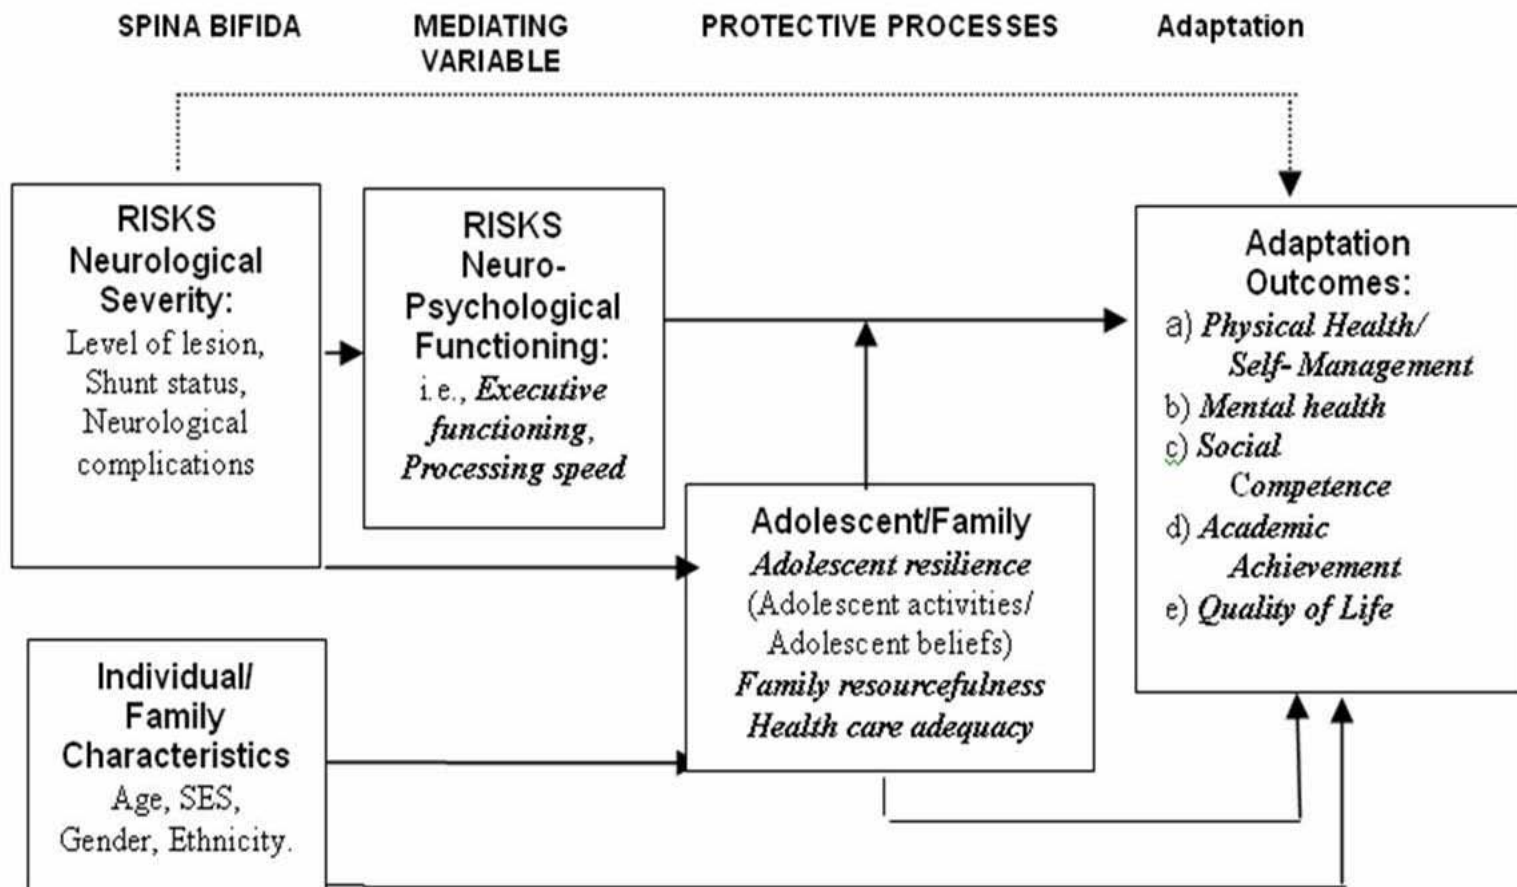 SPINA BIFIDA
MEDIATING
VARIABLE
PROTECTIVE PROCESSES
Adaptation
RISKS
Neurological
Severity:
Level of lesion,
Shunt status,
Neurological
complications
RISKS
Neuro-
Psychological
Functioning:
i.e., Executive
functioning,
Processing speed
Adolescent/Family
Adolescent resilience
(Adolescent activities/
Adolescent beliefs)
Family resourcefulness
Health care adequacy
Adaptation
Outcomes:
a) Physical Health/
Self-Management
b) Mental health
c) Social
Competence
d) Academic
Achievement
e) Quality of Life
Individual/
Family
Characteristics
Age, SES,
Gender, Ethnicity.